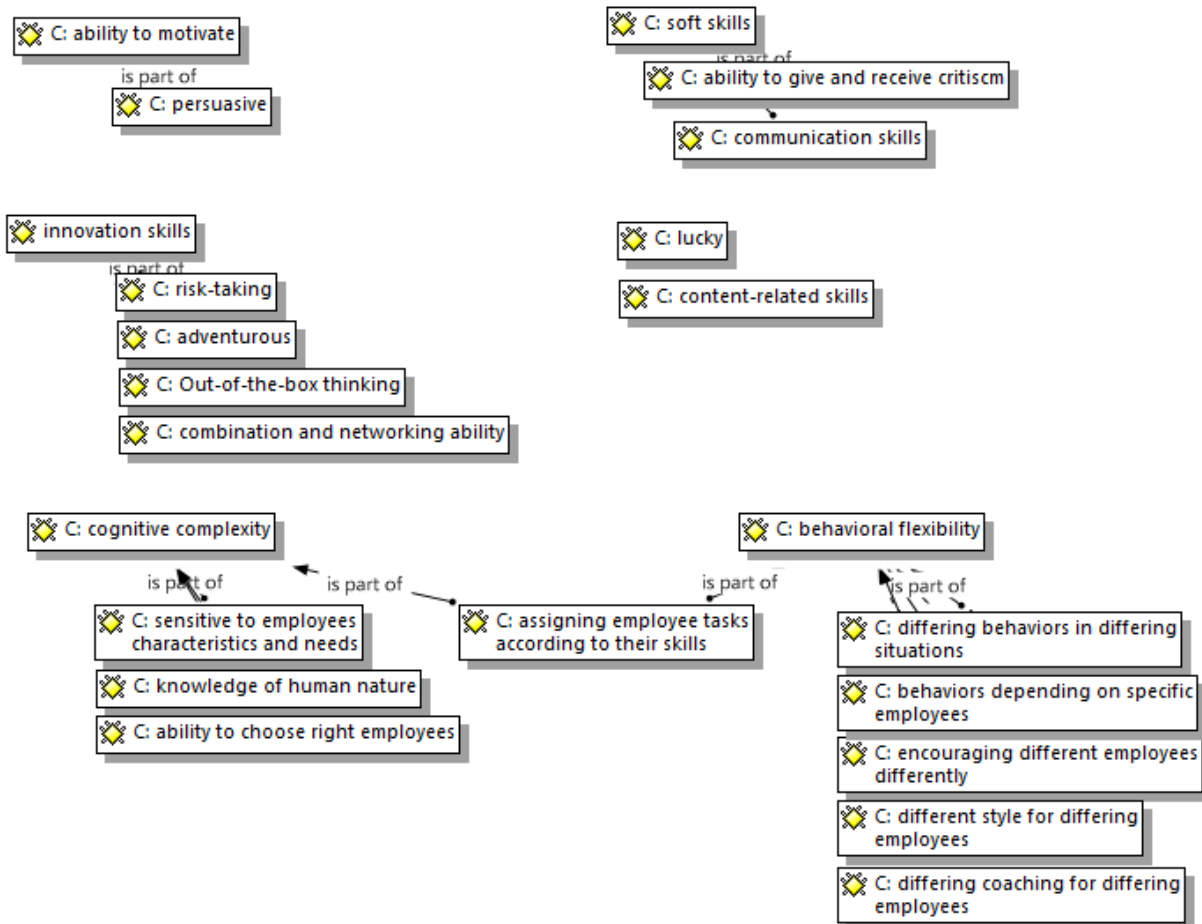 C: ability to motivate
is part of
C: persuasive
C: soft skills
is part of
C: ability to give and receive critiscm
C: communication skills
innovation skills
is part of
C: risk-taking
C: adventurous
C: Out-of-the-box thinking
C: combination and networking ability
C: lucky
C: content-related skills
C: cognitive complexity
is part of
is part of
C: sensitive to employees
characteristics and needs
C: knowledge of human nature
C: ability to choose right employees
C: assigning employee tasks
according to their skills
C: behavioral flexibility
is part of
is part of
C: differing behaviors in differing
situations
C: behaviors depending on specific
employees
C: encouraging different employees
differently
C: different style for differing
employees
C: differing coaching for differing
employees